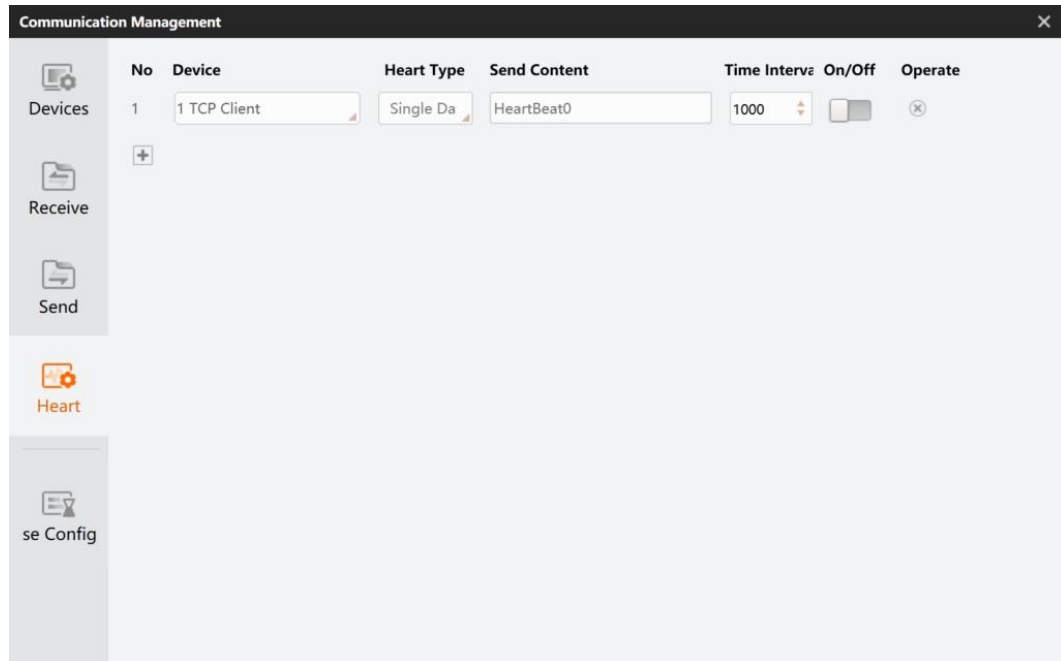 Communication Management
Devices
Receive
Send
Heart
se Config
No Device Heart Type Send Content Time Interva On/Off Operate
1 1 TCP Client Single Da HeartBeat0 1000